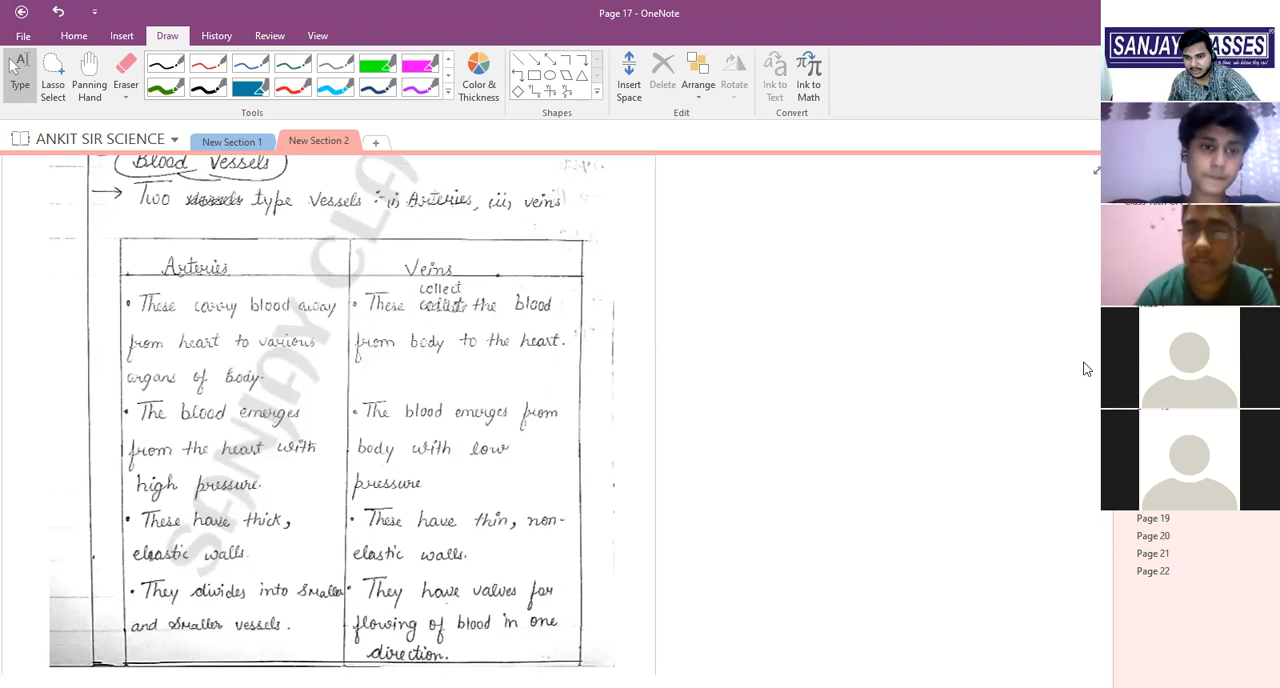 Page 17 - OneNote
File Home Insert Draw History Review View
Type Lasso Select Panning Hand Eraser Color & Thickness Insert Space Delete Arrange Rotate Ink to Text Ink to Math
Tools Shapes Edit Convert
ANKIT SIR SCIENCE New Section 1 New Section 2
SANJAY CLASSES
Blood Vessels
→ Two type vessels :- i) Arteries, ii) veins
Arteries
• These carry blood away
from heart to various
organs of body.
• The blood emerges
from the heart with
high pressure.
• These have thick,
elastic walls.
• They divides into smaller
and smaller vessels.
Veins
• These collect the blood
from body to the heart.
• The blood emerges from
body with low
pressure
• These have thin, non-
elastic walls.
• They have valves for
flowing of blood in one
direction.
SANJAY CLA
Page 19
Page 20
Page 21
Page 22